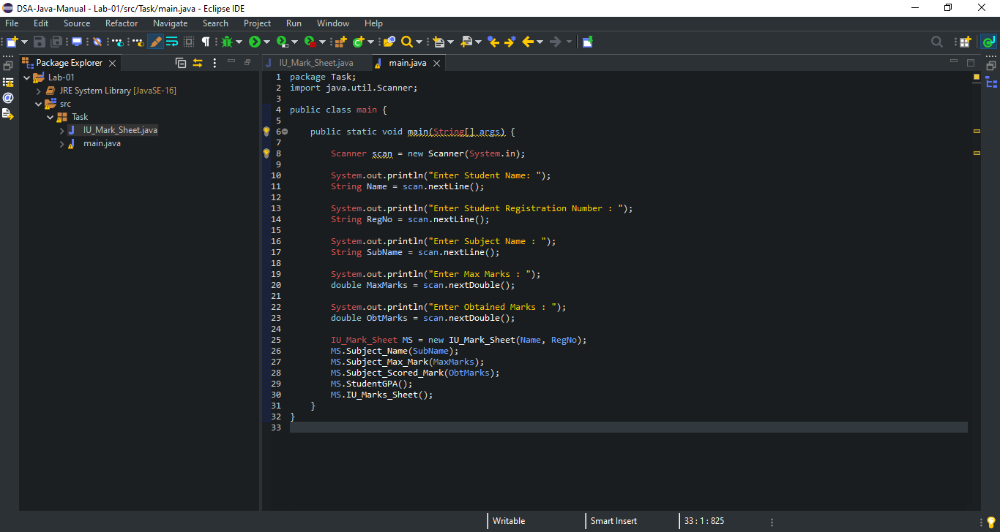 DSA-Java-Manual - Lab-01/src/Task/main.java - Eclipse IDE
File Edit Source Refactor Navigate Search Project Run Window Help
Package Explorer
Lab-01
JRE System Library [JavaSE-16]
src
Task
IU_Mark_Sheet.java
main.java
IU_Mark_Sheet.java main.java
1 package Task;
2 import java.util.Scanner;
3
4 public class main {
5
6 public static void main(String[] args) {
7
8 Scanner scan = new Scanner(System.in);
9
10 System.out.println("Enter Student Name: ");
11 String Name = scan.nextLine();
12
13 System.out.println("Enter Student Registration Number : ");
14 String RegNo = scan.nextLine();
15
16 System.out.println("Enter Subject Name : ");
17 String SubName = scan.nextLine();
18
19 System.out.println("Enter Max Marks : ");
20 double MaxMarks = scan.nextDouble();
21
22 System.out.println("Enter Obtained Marks : ");
23 double ObtMarks = scan.nextDouble();
24
25 IU_Mark_Sheet MS = new IU_Mark_Sheet(Name, RegNo);
26 MS.Subject_Name(SubName);
27 MS.Subject_Max_Mark(MaxMarks);
28 MS.Subject_Scored_Mark(ObtMarks);
29 MS.StudentGPA();
30 MS.IU_Marks_Sheet();
31 }
32 }
33
Writable Smart Insert 33 : 1 : 825